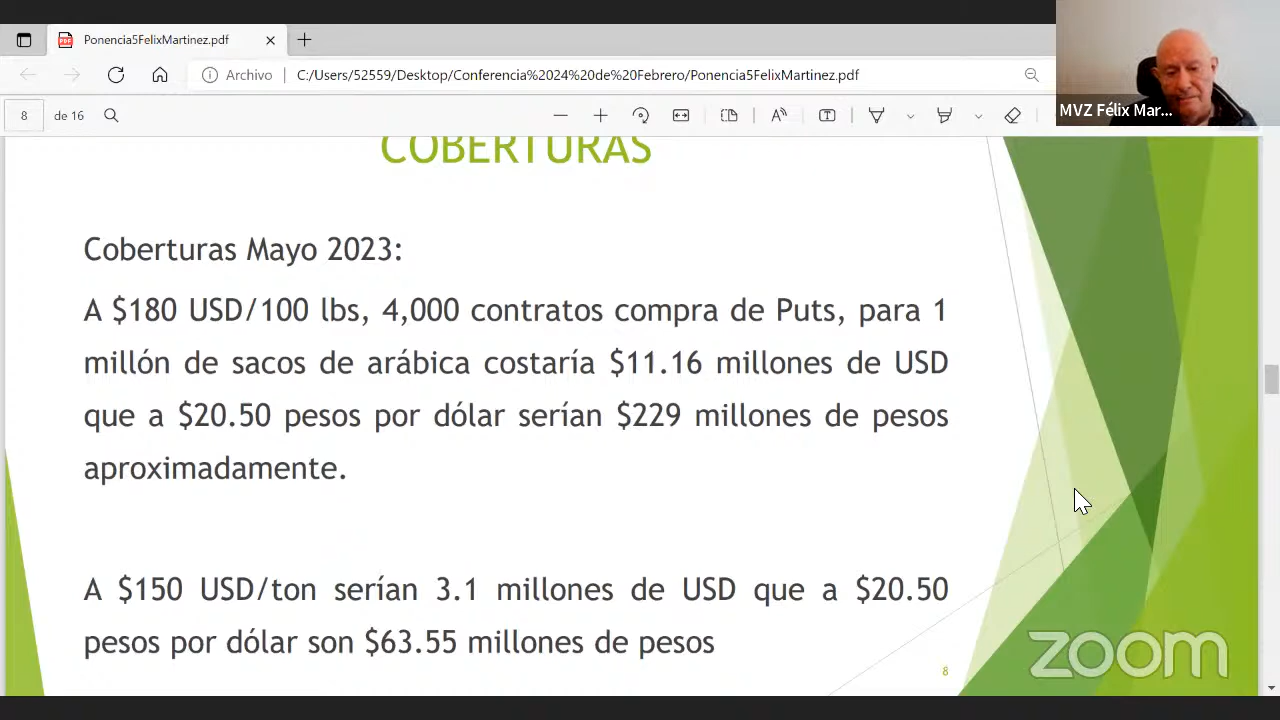 Ponencia5FelixMartinez.pdf
Archivo
C:/Users/52559/Desktop/Conferencia%2024%20de%20Febrero/Ponencia5FelixMartinez.pdf
8 de 16
MVZ Félix Mar...
COBERTURAS
Coberturas Mayo 2023:
A $180 USD/100 lbs, 4,000 contratos compra de Puts, para 1
millón de sacos de arábica costaría $11.16 millones de USD
que a $20.50 pesos por dólar serían $229 millones de pesos
aproximadamente.
A $150 USD/ton serían 3.1 millones de USD que a $20.50
pesos por dólar son $63.55 millones de pesos
8
zoom